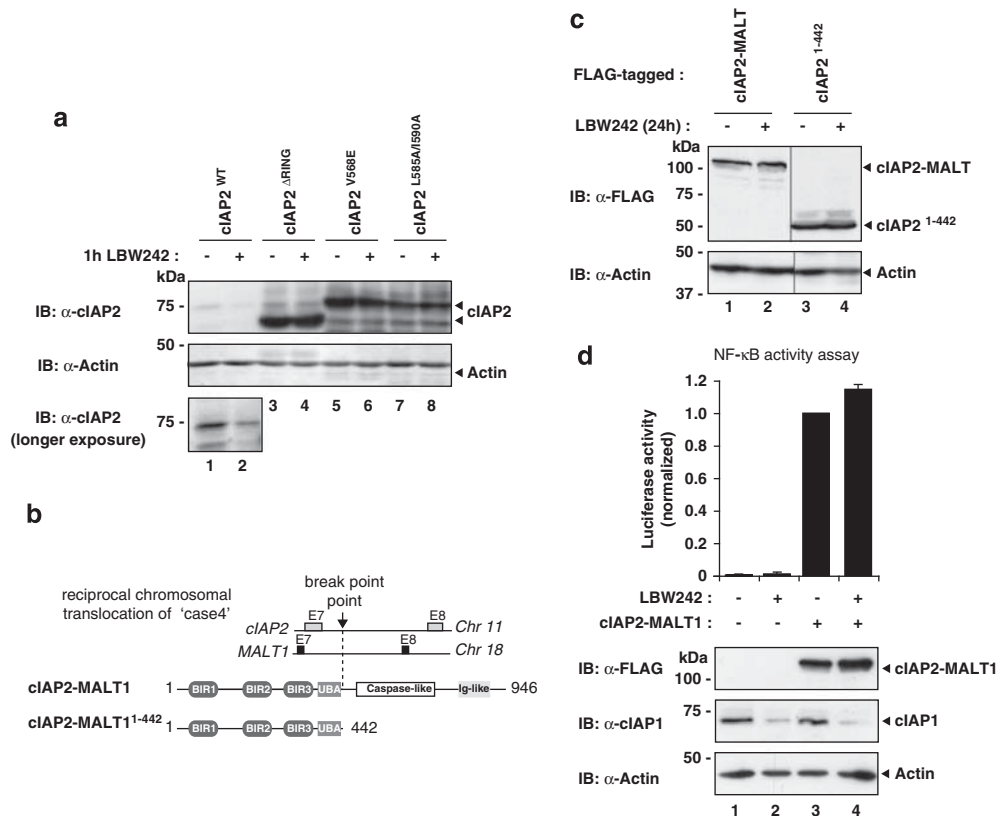 a
cIAP2 WT
cIAP2 ΔRING
cIAP2 V568E
cIAP2 L585A/I590A
1h LBW242 : - + - + - + - +
kDa
IB: α-cIAP2
75 -
cIAP2
50 -
IB: α-Actin
Actin
3 4 5 6 7 8
IB: α-cIAP2
(longer exposure)
75 -
1 2
b
reciprocal chromosomal
translocation of 'case4'
break point
point
E7 E8
cIAP2 Chr 11
E7 E8
MALT1 Chr 18
cIAP2-MALT1 1 BIR1 BIR2 BIR3 UBA Caspase-like Ig-like 946
cIAP2-MALT1 1-442 1 BIR1 BIR2 BIR3 UBA 442
c
FLAG-tagged :
cIAP2-MALT
cIAP2 1-442
LBW242 (24h) : - + - +
kDa
100 -
cIAP2-MALT
75 -
IB: α-FLAG
50 -
cIAP2 1-442
50 -
IB: α-Actin
Actin
37 -
1 2 3 4
d
NF-κB activity assay
Luciferase activity
(normalized)
1.2
1.0
0.8
0.6
0.4
0.2
0
LBW242 : - + - +
cIAP2-MALT1 : - - + +
kDa
IB: α-FLAG
100 -
cIAP2-MALT1
75 -
IB: α-cIAP1
cIAP1
50 -
IB: α-Actin
Actin
1 2 3 4